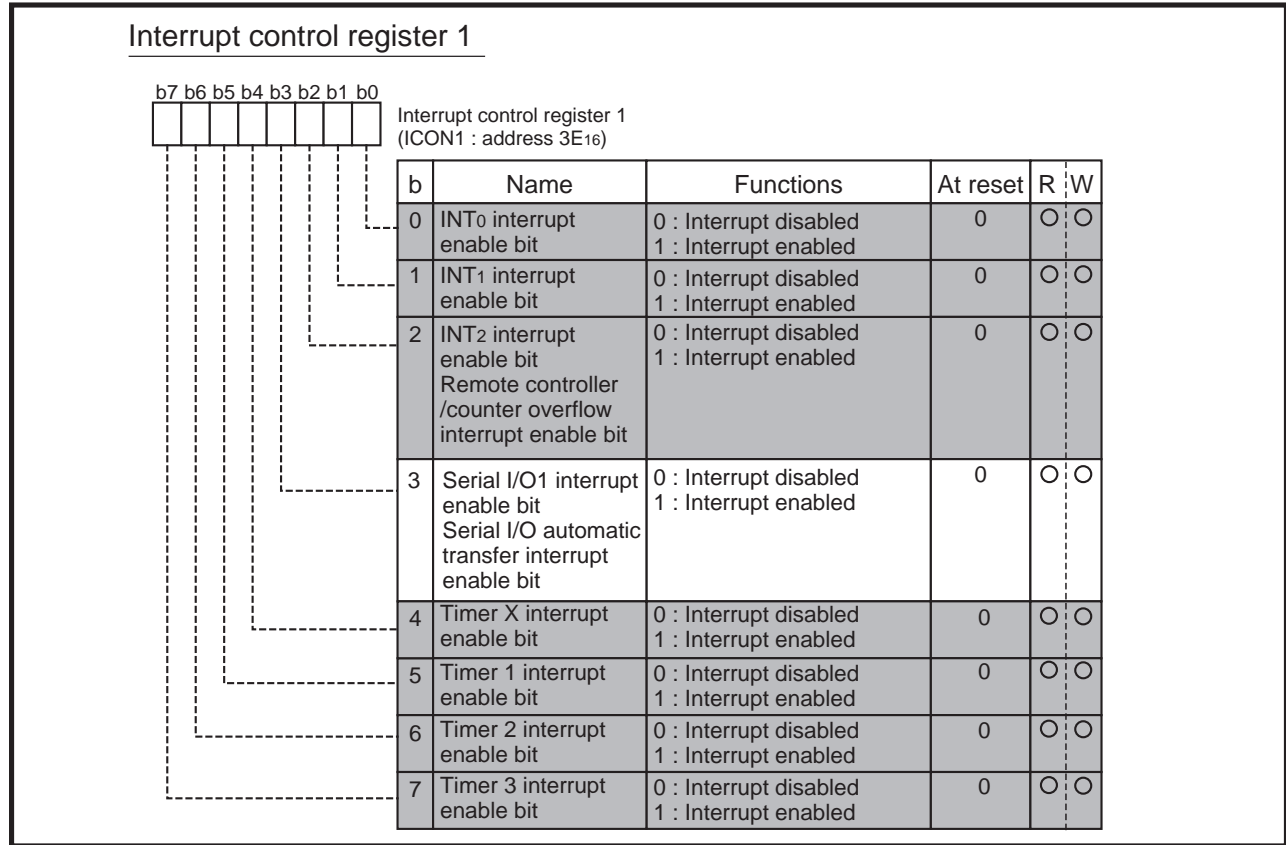 Interrupt control register 1
b7 b6 b5 b4 b3 b2 b1 b0
Interrupt control register 1
(ICON1 : address 3E16)
b Name Functions At reset R W
0 INT0 interrupt enable bit 0 : Interrupt disabled 1 : Interrupt enabled 0 O O
1 INT1 interrupt enable bit 0 : Interrupt disabled 1 : Interrupt enabled 0 O O
2 INT2 interrupt enable bit Remote controller /counter overflow interrupt enable bit 0 : Interrupt disabled 1 : Interrupt enabled 0 O O
3 Serial I/O1 interrupt enable bit Serial I/O automatic transfer interrupt enable bit 0 : Interrupt disabled 1 : Interrupt enabled 0 O O
4 Timer X interrupt enable bit 0 : Interrupt disabled 1 : Interrupt enabled 0 O O
5 Timer 1 interrupt enable bit 0 : Interrupt disabled 1 : Interrupt enabled 0 O O
6 Timer 2 interrupt enable bit 0 : Interrupt disabled 1 : Interrupt enabled 0 O O
7 Timer 3 interrupt enable bit 0 : Interrupt disabled 1 : Interrupt enabled 0 O O